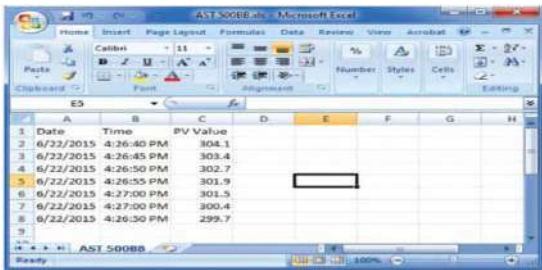 AST 500BB.xls - Microsoft Excel
Home Insert Page Layout Formulas Data Review View Acrobat
Paste
Calibri 11
B I U A A
A
%
Number
A
Styles
Cells
Σ
Clipboard Font Alignment Editing
E5 fx
A B C D E F G H
1 Date Time PV Value
2 6/22/2015 4:26:40 PM 304.1
3 6/22/2015 4:26:45 PM 303.4
4 6/22/2015 4:26:50 PM 302.7
5 6/22/2015 4:26:55 PM 301.9
6 6/22/2015 4:27:00 PM 301.5
7 6/22/2015 4:27:00 PM 300.4
8 6/22/2015 4:26:50 PM 299.7
9
AST 500BB
Ready 100%